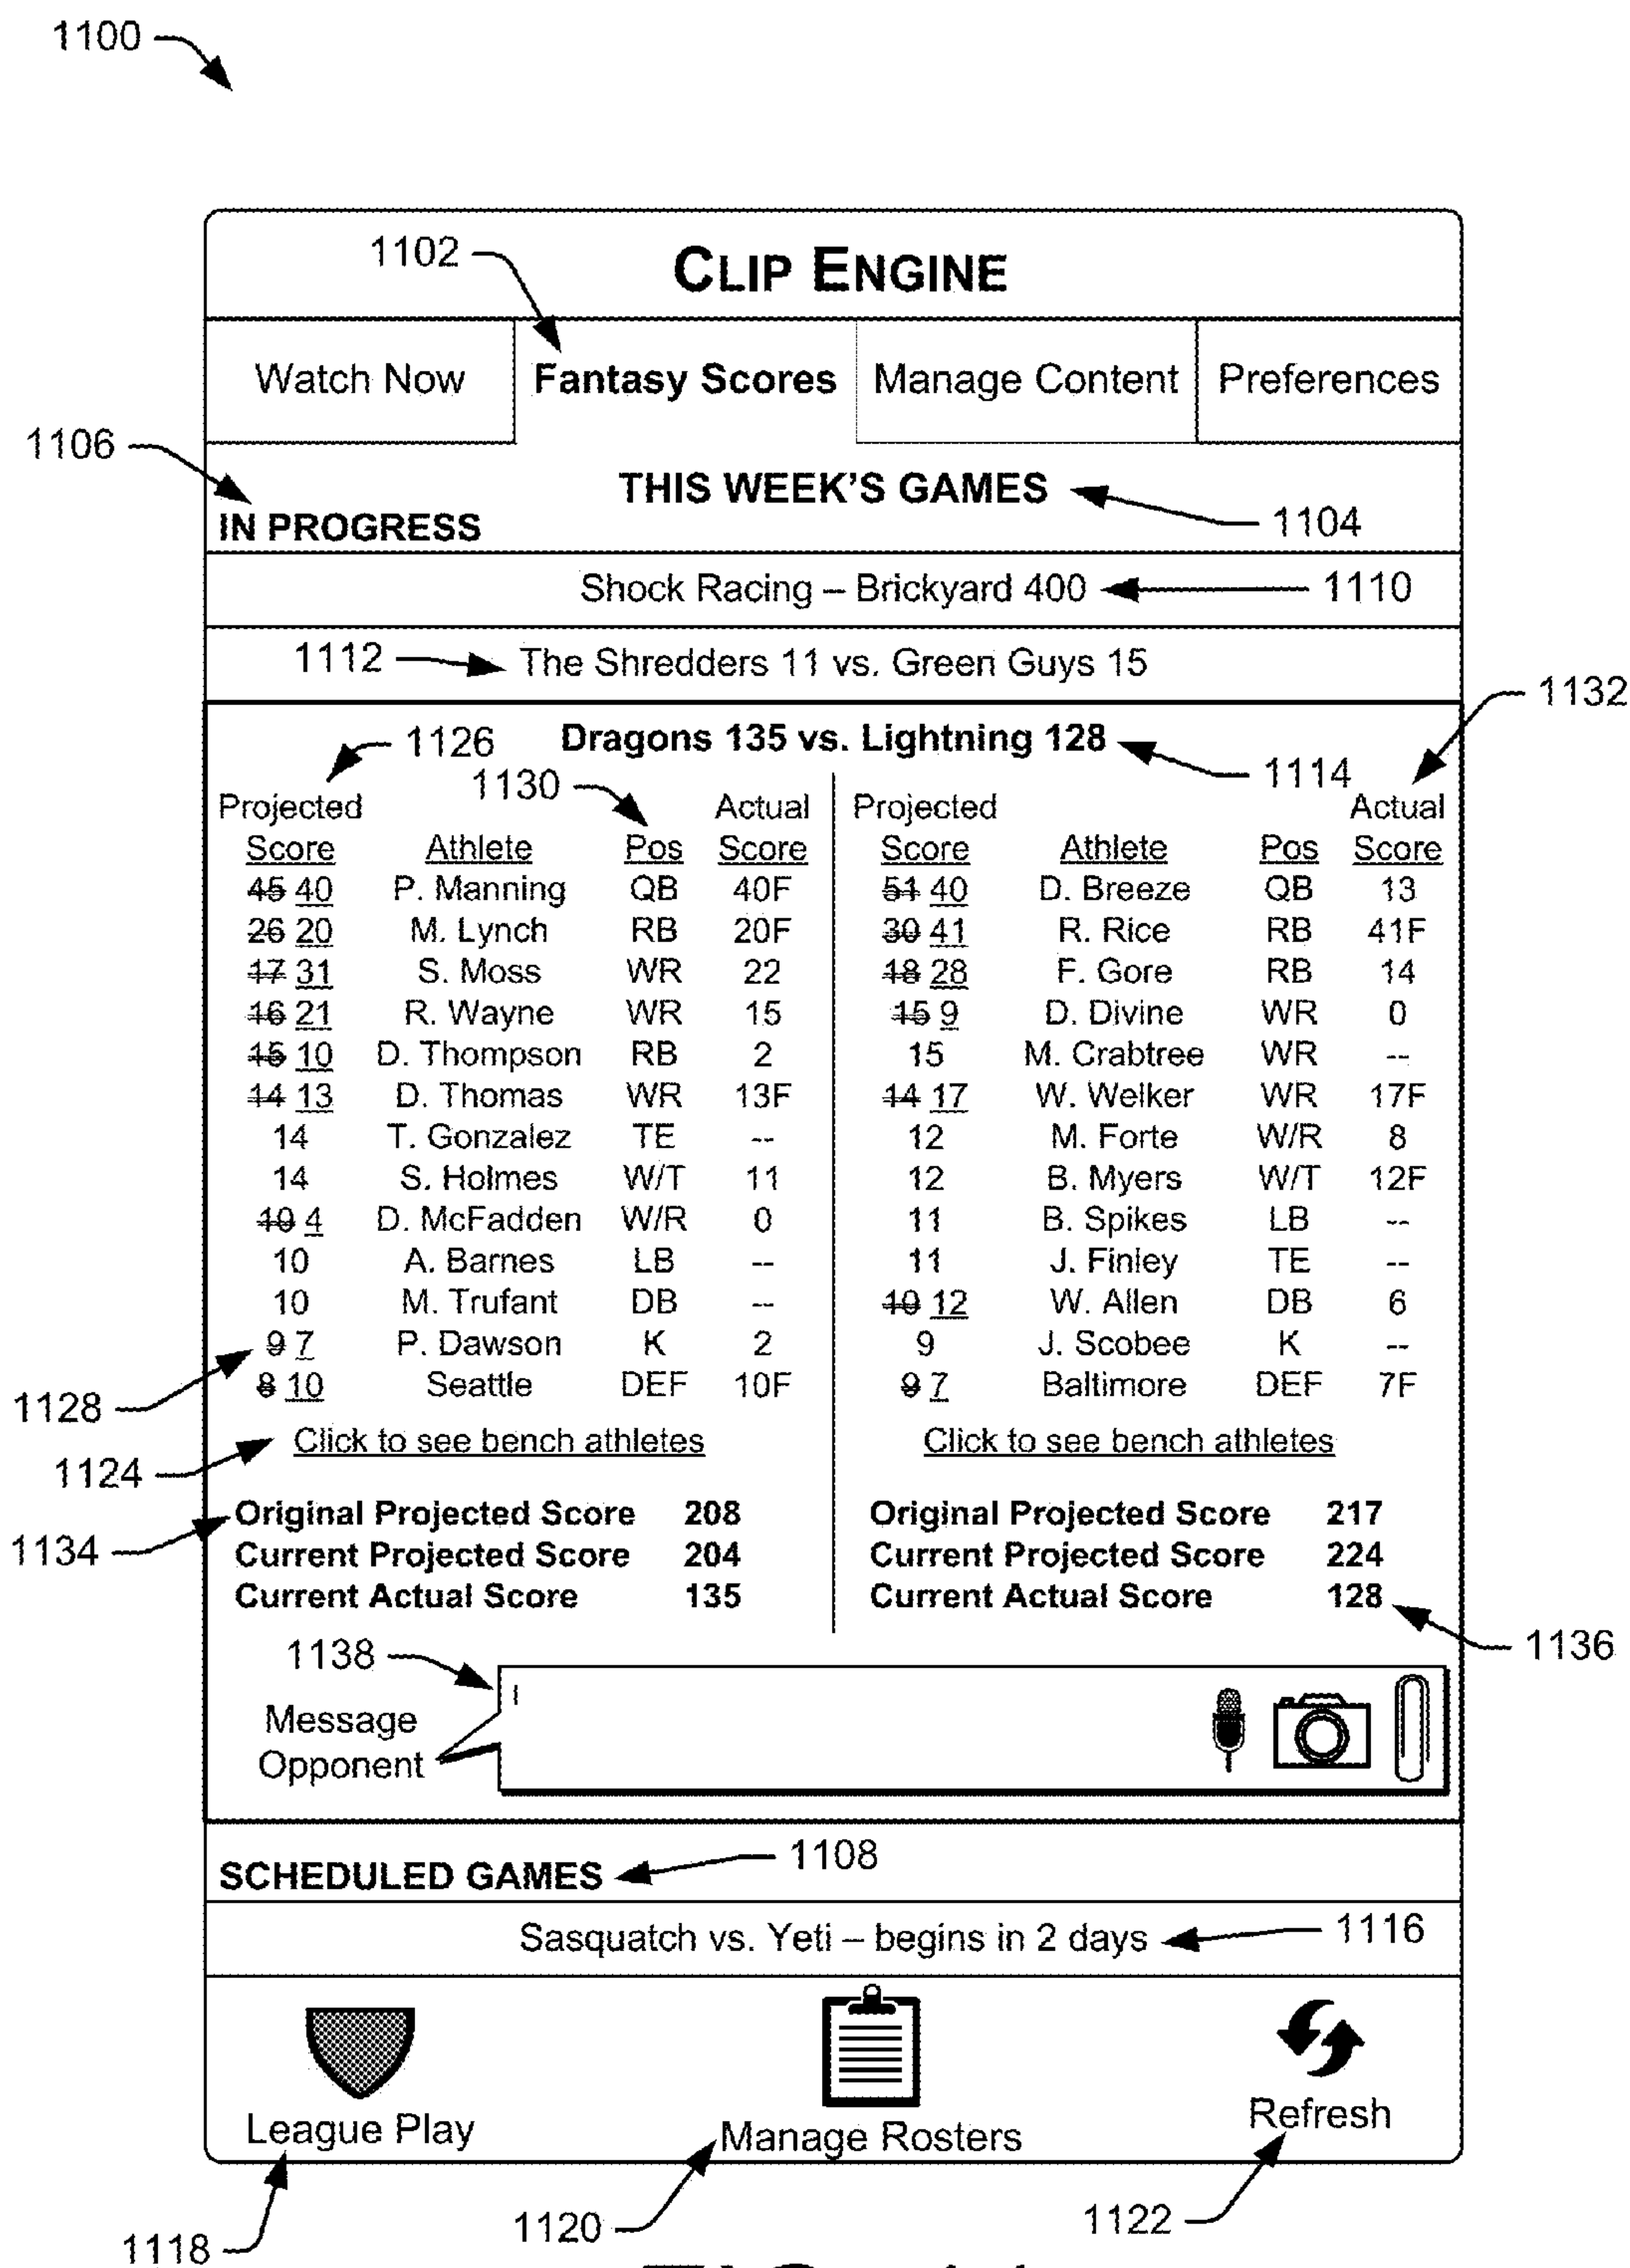 1100
1102
CLIP ENGINE
Watch Now Fantasy Scores Manage Content Preferences
1106
THIS WEEK'S GAMES
1104
IN PROGRESS
Shock Racing – Brickyard 400 1110
1112 The Shredders 11 vs. Green Guys 15
1132
1126 Dragons 135 vs. Lightning 128
1130 1114
Projected Actual Projected Actual
Score Athlete Pos Score Score Athlete Pos Score
45 40 P. Manning QB 40F 51 40 D. Breeze QB 13
26 20 M. Lynch RB 20F 30 41 R. Rice RB 41F
17 31 S. Moss WR 22 18 28 F. Gore RB 14
16 21 R. Wayne WR 15 15 9 D. Divine WR 0
15 10 D. Thompson RB 2 15 M. Crabtree WR --
14 13 D. Thomas WR 13F 14 17 W. Welker WR 17F
14 T. Gonzalez TE -- 12 M. Forte W/R 8
14 S. Holmes W/T 11 12 B. Myers W/T 12F
10 4 D. McFadden W/R 0 11 B. Spikes LB --
10 A. Barnes LB -- 11 J. Finley TE --
10 M. Trufant DB -- 10 12 W. Allen DB 6
9 7 P. Dawson K 2 9 J. Scobee K --
8 10 Seattle DEF 10F 9 7 Baltimore DEF 7F
1128
Click to see bench athletes Click to see bench athletes
1124
Original Projected Score 208 Original Projected Score 217
1134
Current Projected Score 204 Current Projected Score 224
Current Actual Score 135 Current Actual Score 128
1136
1138
Message
Opponent
1108
SCHEDULED GAMES
Sasquatch vs. Yeti – begins in 2 days 1116
League Play Manage Rosters Refresh
1118 1120 1122